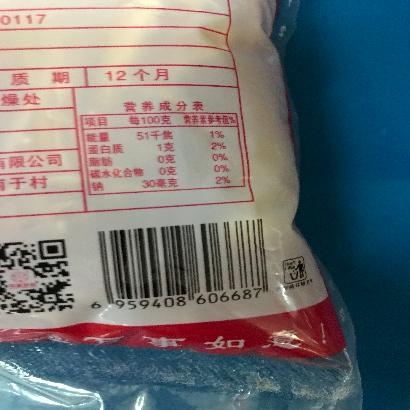 0117
质 期 12个月
燥处
营养成分表
项目 每100克 营养素参考值%
能量 51千焦 1%
蛋白质 1克 2%
脂肪 0克 0%
碳水化合物 0克 0%
钠 30毫克 2%
有限公司
于村
6 959408 606687